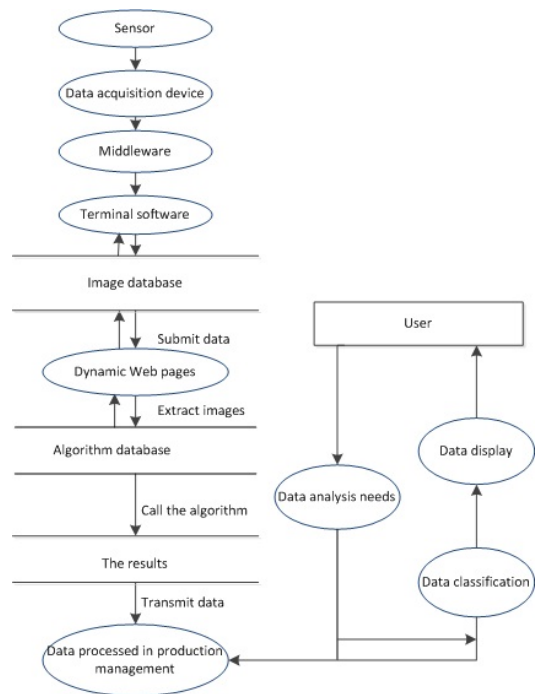 Sensor
Data acquisition device
Middleware
Terminal software
Image database
Submit data
Dynamic Web pages
Extract images
Algorithm database
Call the algorithm
The results
Transmit data
Data processed in production
management
User
Data display
Data analysis needs
Data classification